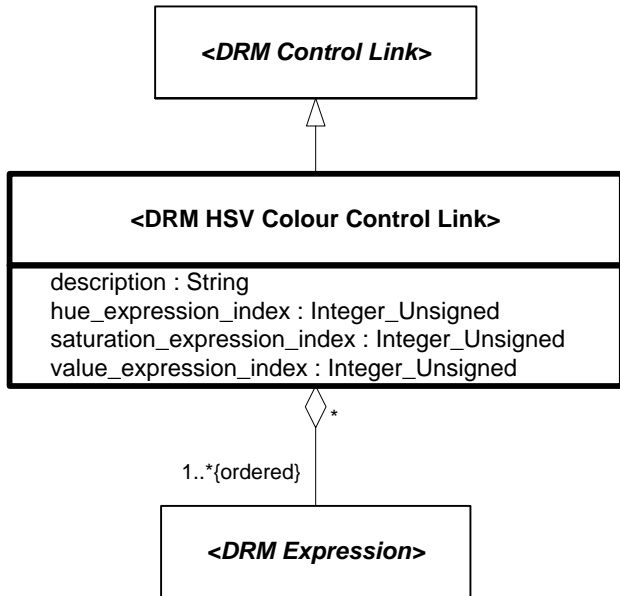 <DRM Control Link>
<DRM HSV Colour Control Link>
description : String
hue_expression_index : Integer_Unsigned
saturation_expression_index : Integer_Unsigned
value_expression_index : Integer_Unsigned
*
1..*{ordered}
<DRM Expression>